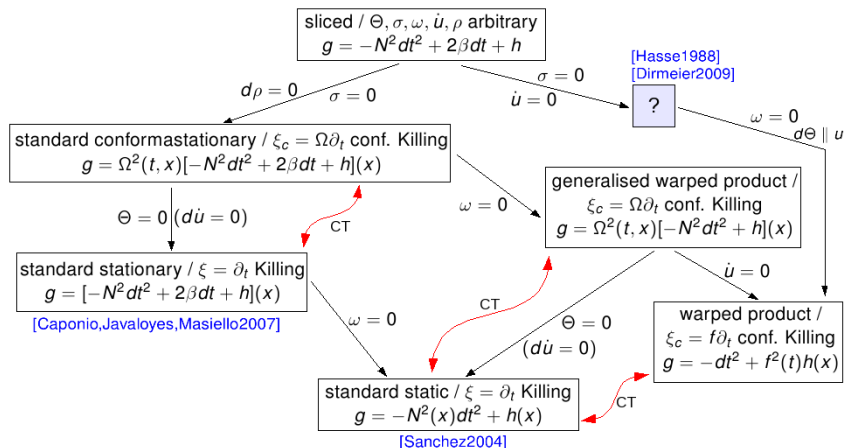 sliced / Θ, σ, ω, u̇, ρ arbitrary
g = −N²dt² + 2βdt + h
[Hasse1988]
[Dirmeier2009]
dρ = 0
σ = 0
σ = 0
u̇ = 0
?
ω = 0
dΘ ∥ u
standard conformastationary / ξ_c = Ω∂_t conf. Killing
g = Ω²(t, x)[−N²dt² + 2βdt + h](x)
generalised warped product /
ξ_c = Ω∂_t conf. Killing
g = Ω²(t, x)[−N²dt² + h](x)
ω = 0
Θ = 0 (du̇ = 0)
CT
standard stationary / ξ = ∂_t Killing
g = [−N²dt² + 2βdt + h](x)
[Caponio,Javaloyes,Masiello2007]
u̇ = 0
CT
ω = 0
Θ = 0
(du̇ = 0)
warped product /
ξ_c = f∂_t conf. Killing
g = −dt² + f²(t)h(x)
standard static / ξ = ∂_t Killing
g = −N²(x)dt² + h(x)
CT
[Sanchez2004]